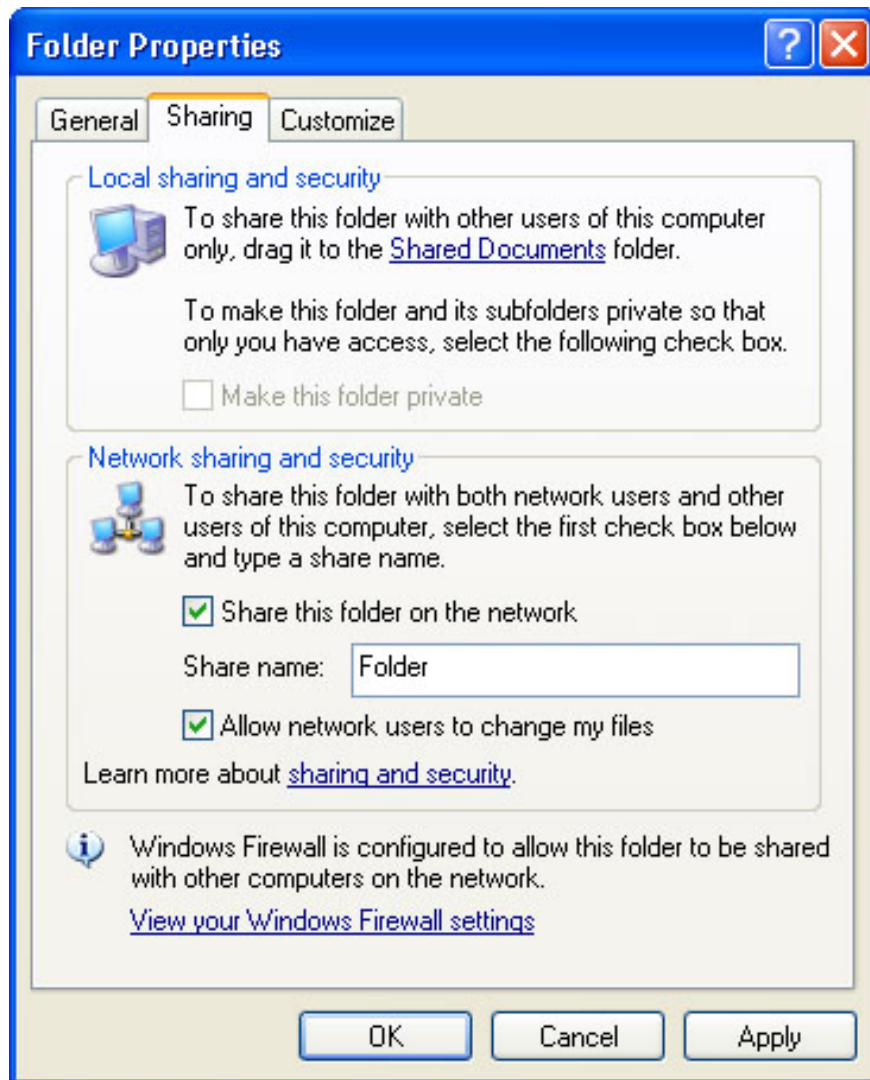 Folder Properties
General Sharing Customize
Local sharing and security
To share this folder with other users of this computer
only, drag it to the Shared Documents folder.
To make this folder and its subfolders private so that
only you have access, select the following check box.
Make this folder private
Network sharing and security
To share this folder with both network users and other
users of this computer, select the first check box below
and type a share name.
Share this folder on the network
Share name: Folder
Allow network users to change my files
Learn more about sharing and security.
Windows Firewall is configured to allow this folder to be shared
with other computers on the network.
View your Windows Firewall settings
OK Cancel Apply